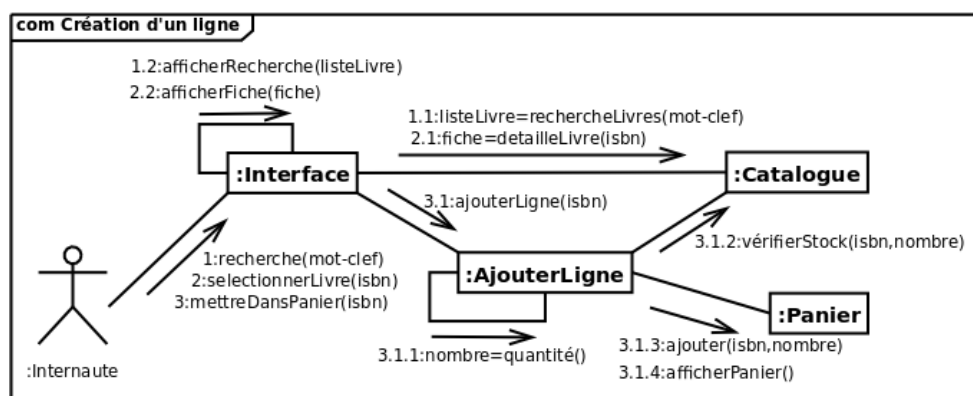 com Création d'un ligne
1.2:afficherRecherche(listeLivre)
2.2:afficherFiche(fiche)
1.1:listeLivre=rechercheLivres(mot-clef)
2.1:fiche=detailleLivre(isbn)
:Interface
:Catalogue
3.1:ajouterLigne(isbn)
3.1.2:vérifierStock(isbn,nombre)
1:recherche(mot-clef)
2:selectionnerLivre(isbn)
3:mettreDansPanier(isbn)
:AjouterLigne
:Panier
3.1.1:nombre=quantité()
3.1.3:ajouter(isbn,nombre)
3.1.4:afficherPanier()
:Internaute